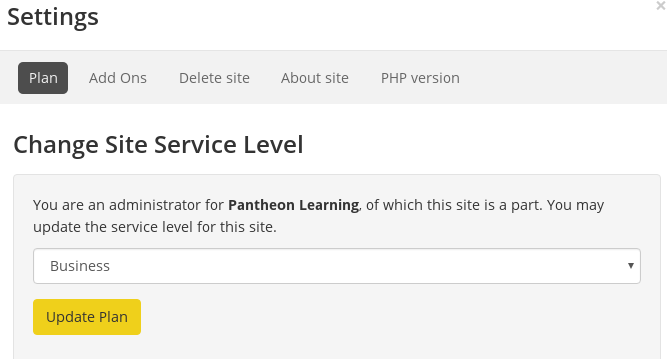 Settings
×
Plan Add Ons Delete site About site PHP version
Change Site Service Level
You are an administrator for Pantheon Learning, of which this site is a part. You may
update the service level for this site.
Business
Update Plan